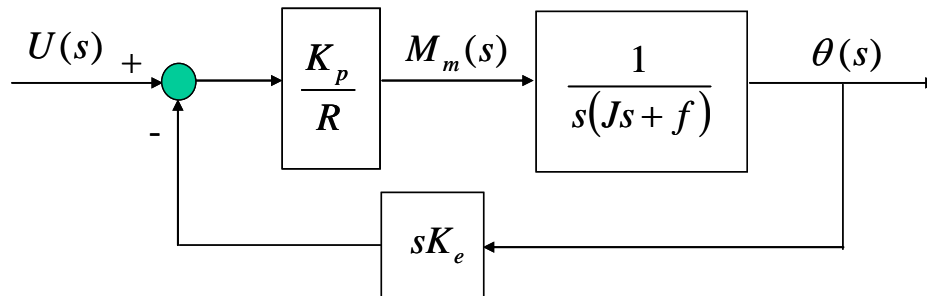 U(s)
+
-
K_p / R
M_m(s)
1 / s(Js + f)
θ(s)
sK_e